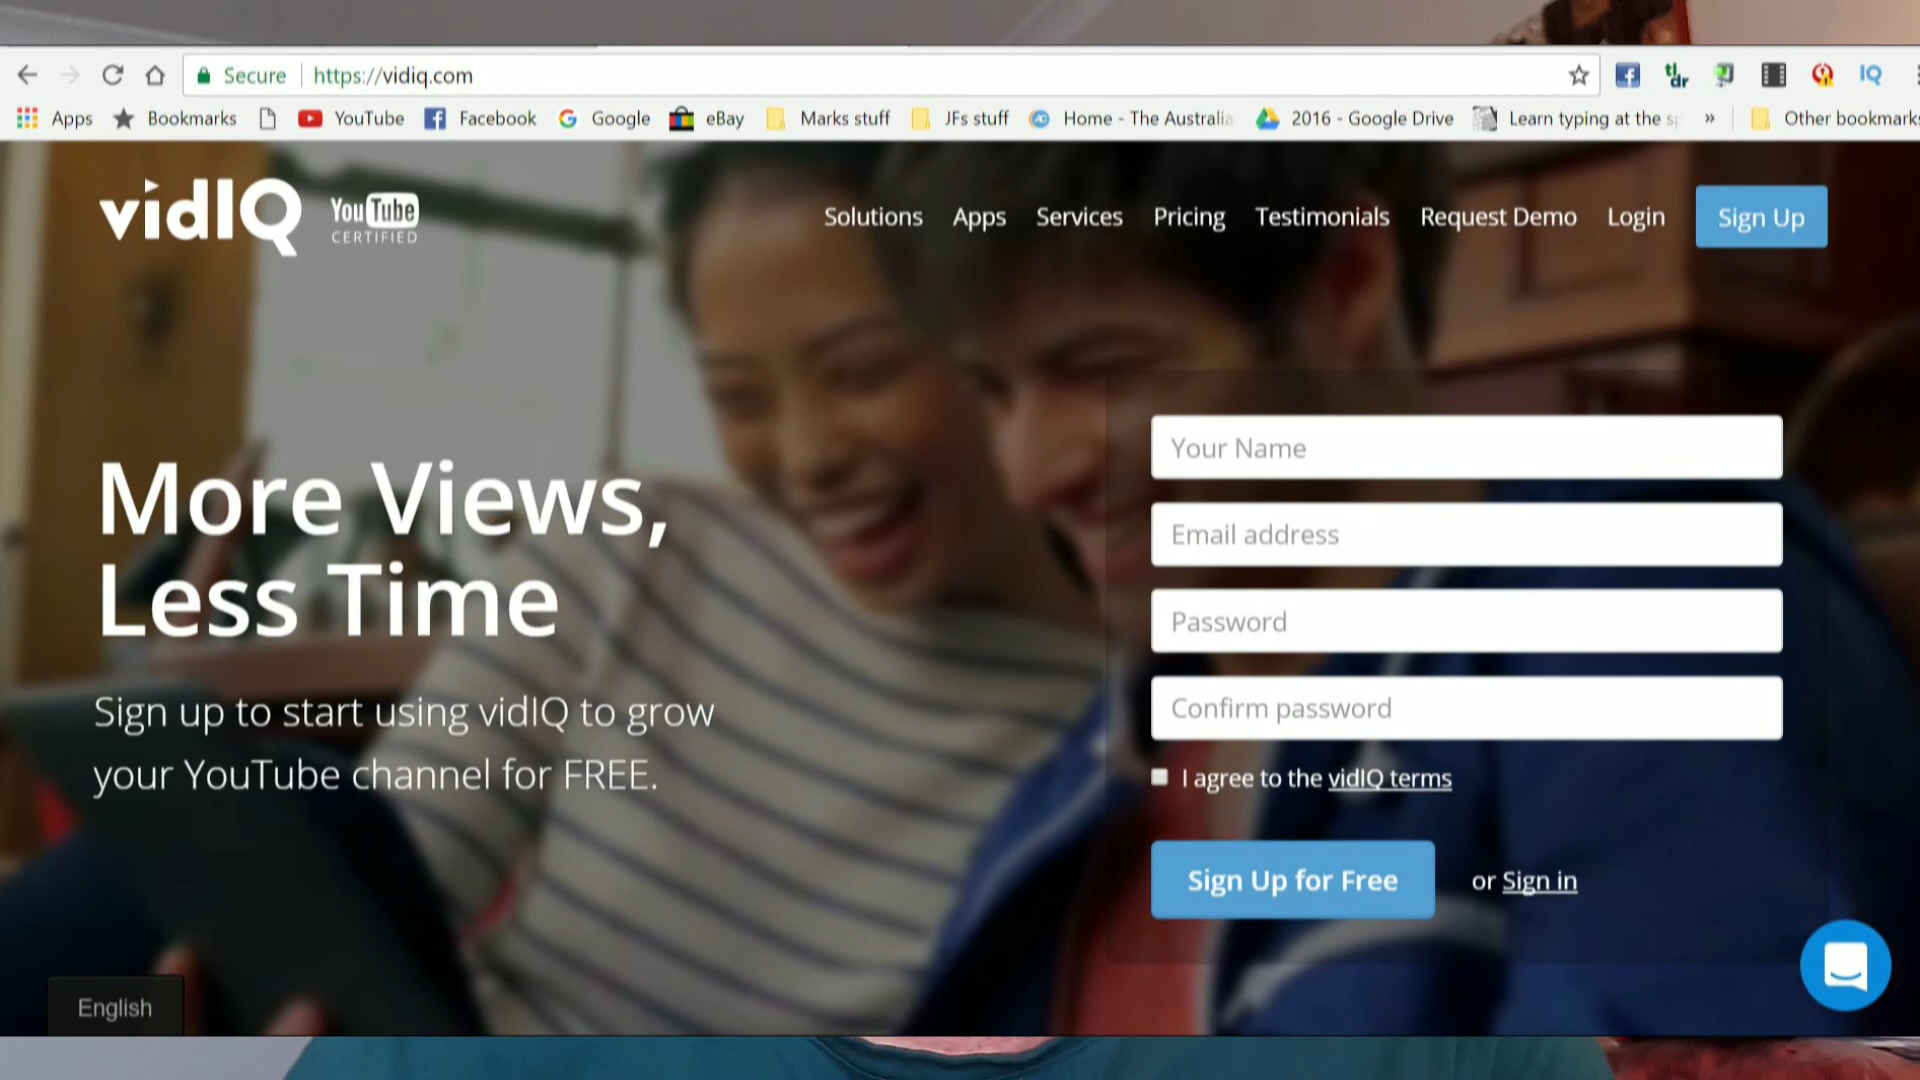 Secure https://vidiq.com
tl;dr IQ
Apps Bookmarks YouTube Facebook Google eBay Marks stuff JFs stuff Home - The Australia 2016 - Google Drive Learn typing at the sp » Other bookmarks
vidIQ YouTube CERTIFIED
Solutions Apps Services Pricing Testimonials Request Demo Login Sign Up
More Views,
Less Time
Sign up to start using vidIQ to grow
your YouTube channel for FREE.
Your Name
Email address
Password
Confirm password
I agree to the vidIQ terms
Sign Up for Free or Sign in
English